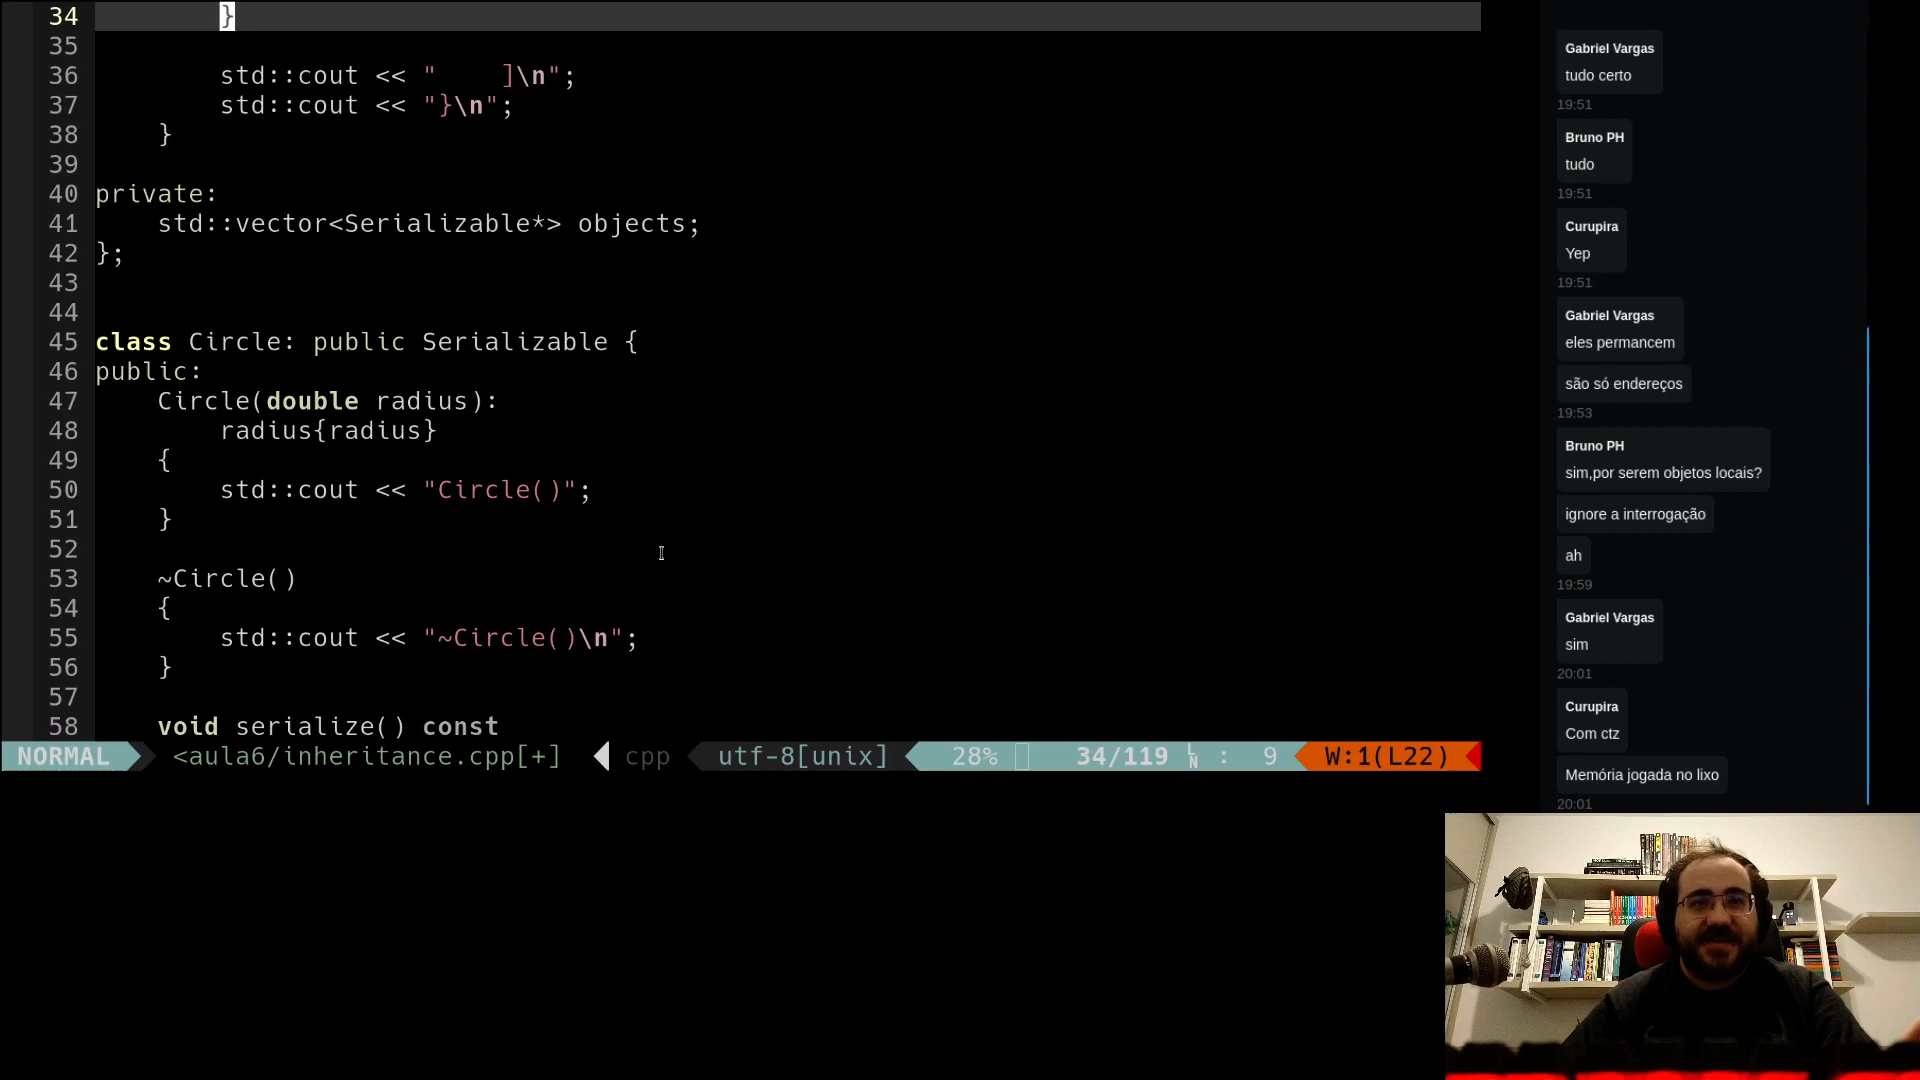 34         }
35
36         std::cout << "    ]\n";
37         std::cout << "}\n";
38     }
39
40 private:
41     std::vector<Serializable*> objects;
42 };
43
44
45 class Circle: public Serializable {
46 public:
47     Circle(double radius):
48         radius{radius}
49     {
50         std::cout << "Circle()";
51     }
52
53     ~Circle()
54     {
55         std::cout << "~Circle()\n";
56     }
57
58     void serialize() const
NORMAL <aula6/inheritance.cpp[+] cpp utf-8[unix] 28% 34/119 LN : 9 W:1(L22)
Gabriel Vargas
tudo certo
19:51
Bruno PH
tudo
19:51
Curupira
Yep
19:51
Gabriel Vargas
eles permancem
são só endereços
19:53
Bruno PH
sim,por serem objetos locais?
ignore a interrogação
ah
19:59
Gabriel Vargas
sim
20:01
Curupira
Com ctz
Memória jogada no lixo
20:01